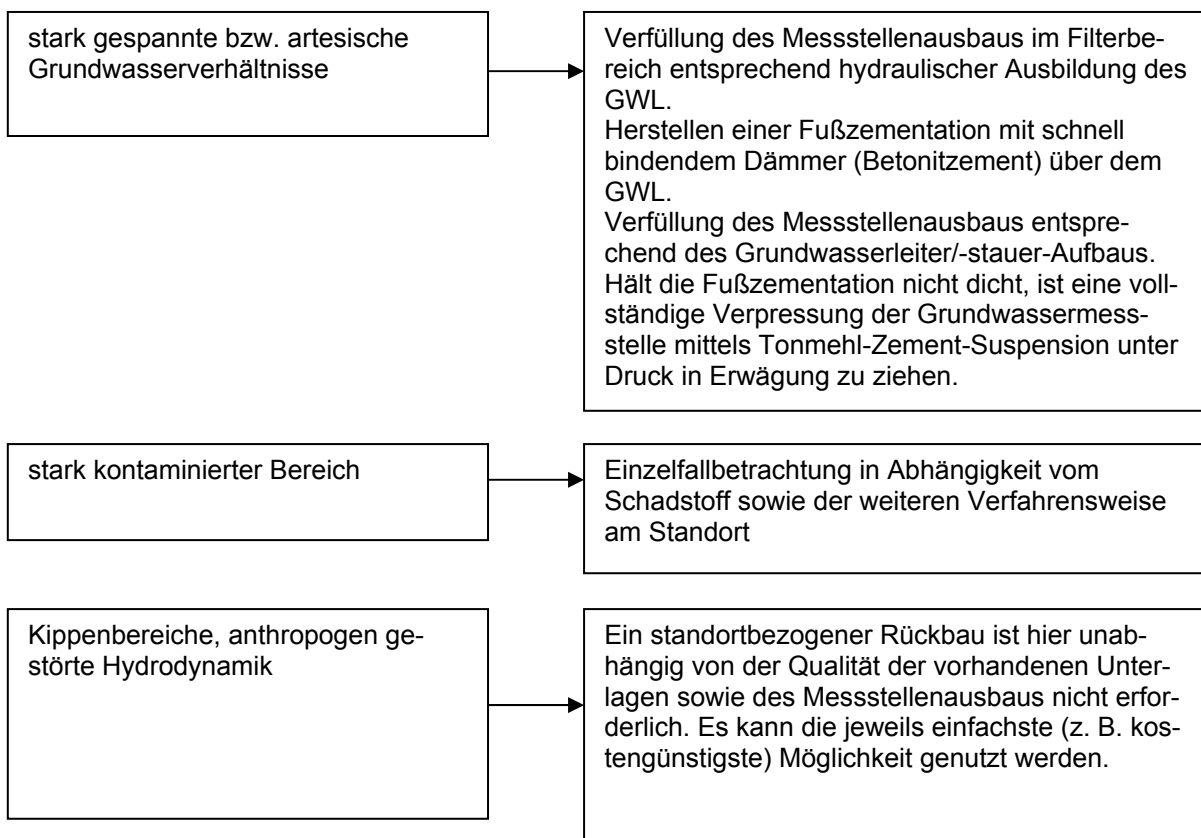 stark gespannte bzw. artesische
Grundwasserverhältnisse
Verfüllung des Messstellenausbaus im Filterbe-
reich entsprechend hydraulischer Ausbildung des
GWL.
Herstellen einer Fußzementation mit schnell
bindendem Dämmer (Betonitzement) über dem
GWL.
Verfüllung des Messstellenausbaus entspre-
chend des Grundwasserleiter/-stauer-Aufbaus.
Hält die Fußzementation nicht dicht, ist eine voll-
ständige Verpressung der Grundwassermess-
stelle mittels Tonmehl-Zement-Suspension unter
Druck in Erwägung zu ziehen.
stark kontaminierter Bereich
Einzelfallbetrachtung in Abhängigkeit vom
Schadstoff sowie der weiteren Verfahrensweise
am Standort
Kippenbereiche, anthropogen ge-
störte Hydrodynamik
Ein standortbezogener Rückbau ist hier unab-
hängig von der Qualität der vorhandenen Unter-
lagen sowie des Messstellenausbaus nicht erfor-
derlich. Es kann die jeweils einfachste (z. B. kos-
tengünstigste) Möglichkeit genutzt werden.